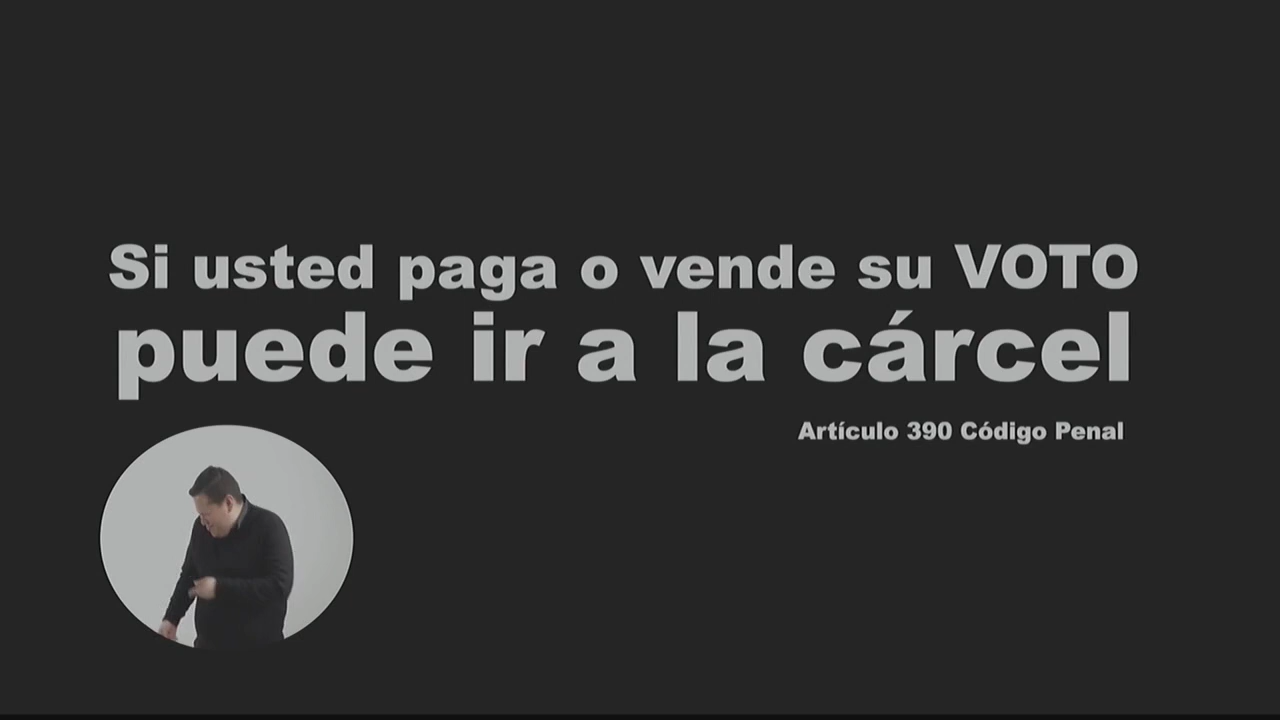 Si usted paga o vende su VOTO
puede ir a la cárcel
Artículo 390 Código Penal